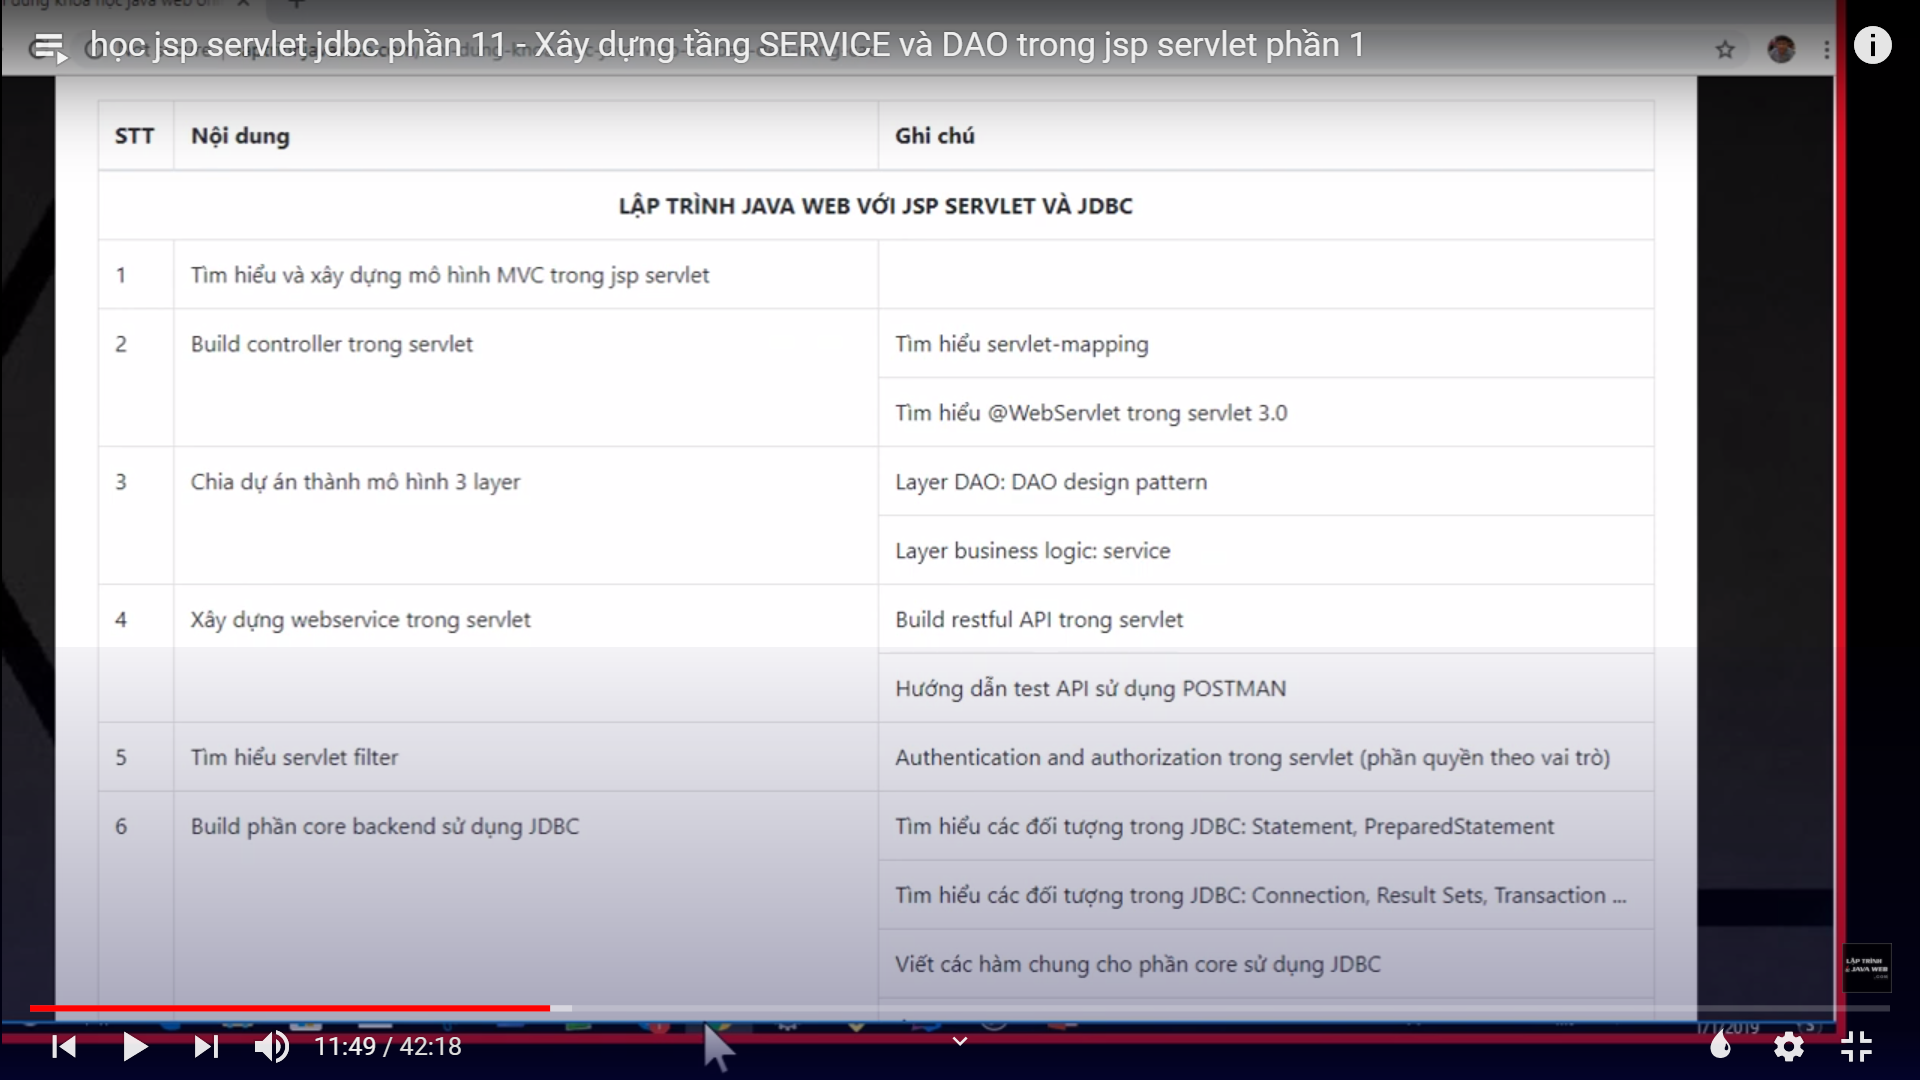 học jsp servlet jdbc phần 11 - Xây dựng tầng SERVICE và DAO trong jsp servlet phần 1
STT Nội dung Ghi chú
LẬP TRÌNH JAVA WEB VỚI JSP SERVLET VÀ JDBC
1 Tìm hiểu và xây dựng mô hình MVC trong jsp servlet
2 Build controller trong servlet Tìm hiểu servlet-mapping
Tìm hiểu @WebServlet trong servlet 3.0
3 Chia dự án thành mô hình 3 layer Layer DAO: DAO design pattern
Layer business logic: service
4 Xây dựng webservice trong servlet Build restful API trong servlet
Hướng dẫn test API sử dụng POSTMAN
5 Tìm hiểu servlet filter Authentication and authorization trong servlet (phần quyền theo vai trò)
6 Build phần core backend sử dụng JDBC Tìm hiểu các đối tượng trong JDBC: Statement, PreparedStatement
Tìm hiểu các đối tượng trong JDBC: Connection, Result Sets, Transaction ...
Viết các hàm chung cho phần core sử dụng JDBC
LẬP TRÌNH
JAVA WEB
11:49 / 42:18